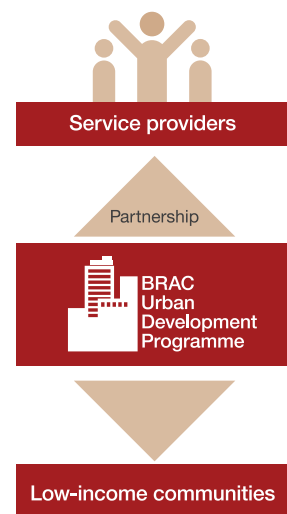 Service providers
Partnership
BRAC
Urban
Development
Programme
Low-income communities